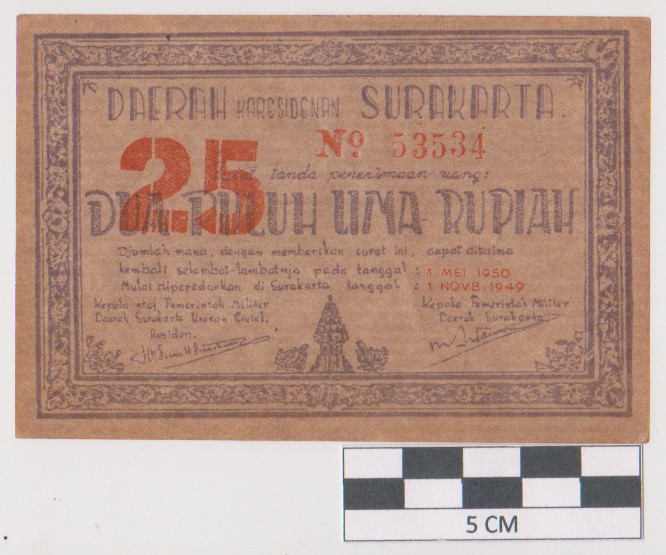 DAERAH KARESIDENAN SURAKARTA.
25
Nº 53534
Surat tanda penerimaan uang:
DUA PULUH LIMA RUPIAH
Djumlah mana, dengan memberikan surat ini, dapat diterima
kembali selambat-lambatnja pada tanggal : 1 MEI 1950
Mulai diperedarkan di Surakarta tanggal : 1 NOVB. 1949
Kepala staf Pemerintah Militer
Daerah Surakarta Urusan Civiel,
Residen.
Kepala Pemerintah Militer
Daerah Surakarta
5 CM